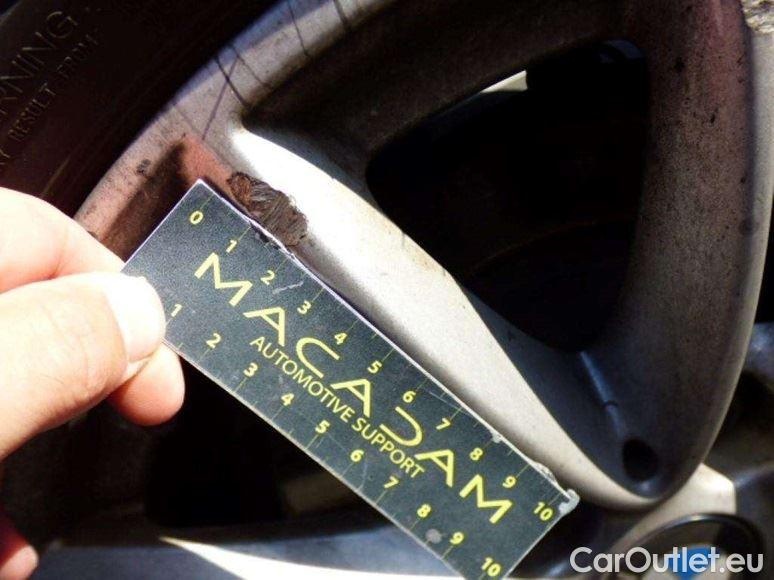 RNING
RESULT FROM
0 1 2 3 4 5 6 7 8 9 10
MACADAM
AUTOMOTIVE SUPPORT
1 2 3 4 5 6 7 8 9 10
CarOutlet.eu